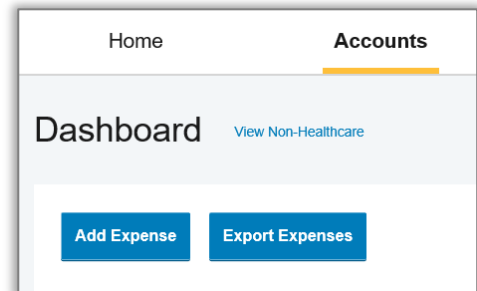 Home Accounts
Dashboard View Non-Healthcare
Add Expense Export Expenses